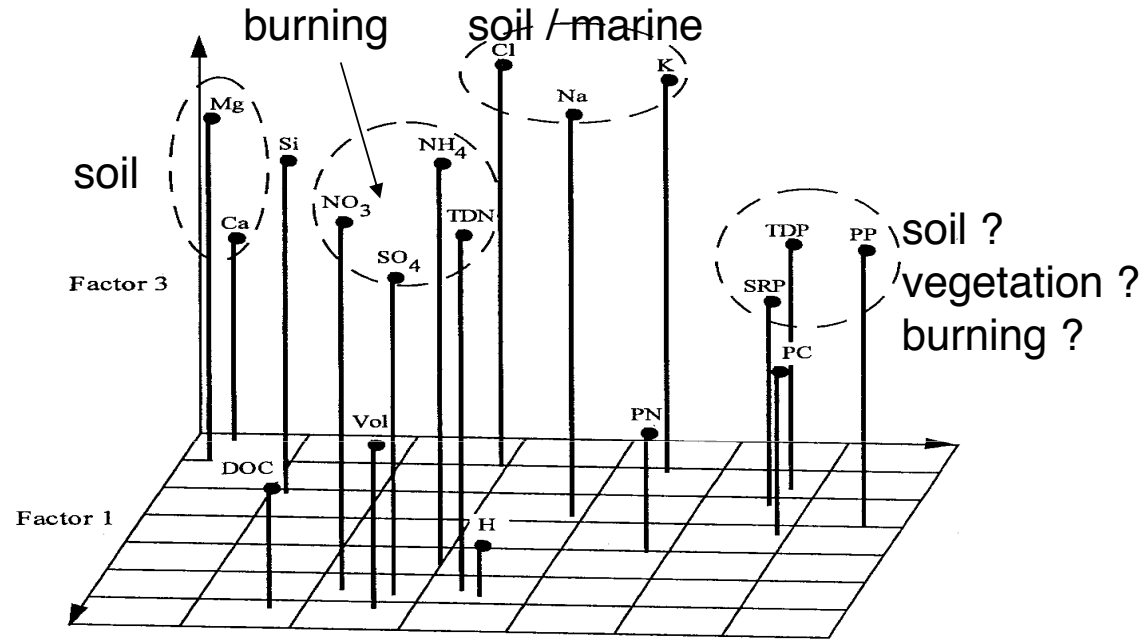 burning
soil / marine
Cl
K
Mg
Na
Si
NH4
soil
NO3
TDN
Ca
TDP
PP
soil ?
SO4
Factor 3
SRP
vegetation ?
burning ?
PC
Vol
PN
DOC
Factor 1
H